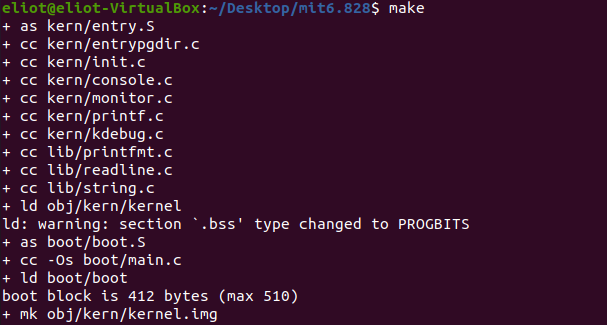 eliot@eliot-VirtualBox:~/Desktop/mit6.828$ make
+ as kern/entry.S
+ cc kern/entrypgdir.c
+ cc kern/init.c
+ cc kern/console.c
+ cc kern/monitor.c
+ cc kern/printf.c
+ cc kern/kdebug.c
+ cc lib/printfmt.c
+ cc lib/readline.c
+ cc lib/string.c
+ ld obj/kern/kernel
ld: warning: section `.bss' type changed to PROGBITS
+ as boot/boot.S
+ cc -Os boot/main.c
+ ld boot/boot
boot block is 412 bytes (max 510)
+ mk obj/kern/kernel.img